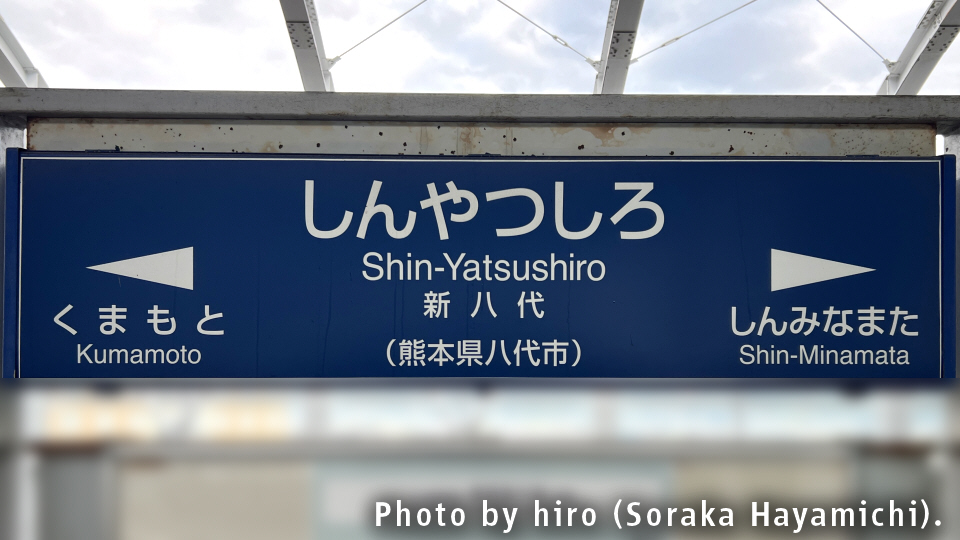 しんやつしろ
Shin-Yatsushiro
新八代
(熊本県八代市)
くまもと
Kumamoto
しんみなまた
Shin-Minamata
Photo by hiro (Soraka Hayamichi).